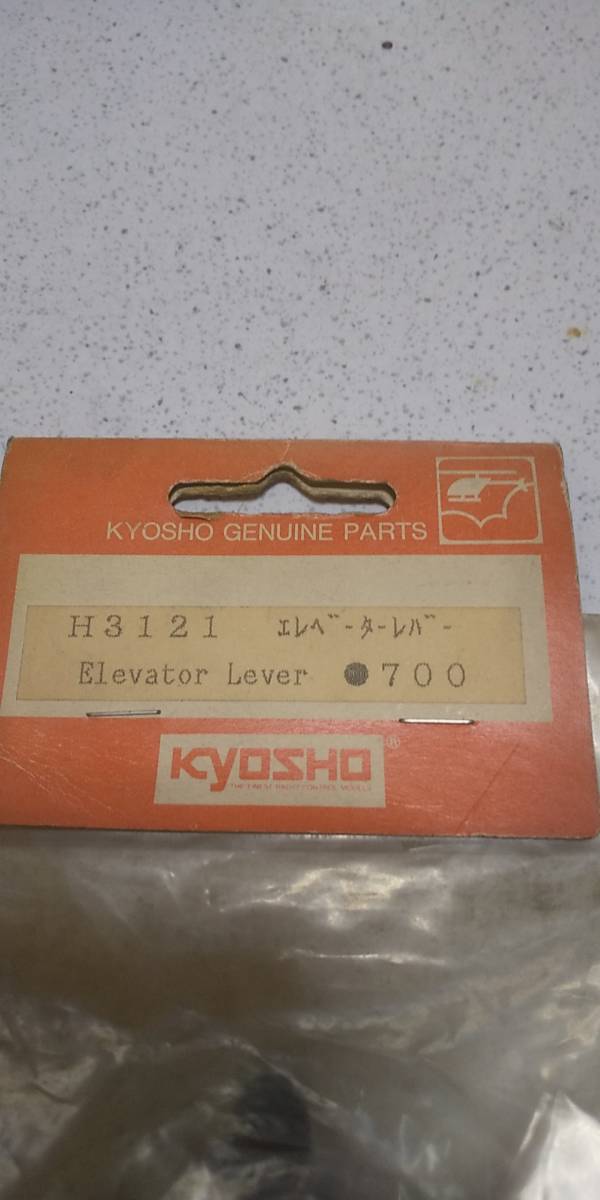 KYOSHO GENUINE PARTS
H3121 ｴﾚﾍﾞｰﾀｰﾚﾊﾞｰ
Elevator Lever ●700
KYOSHO®
THE FINEST RADIO CONTROL MODELS